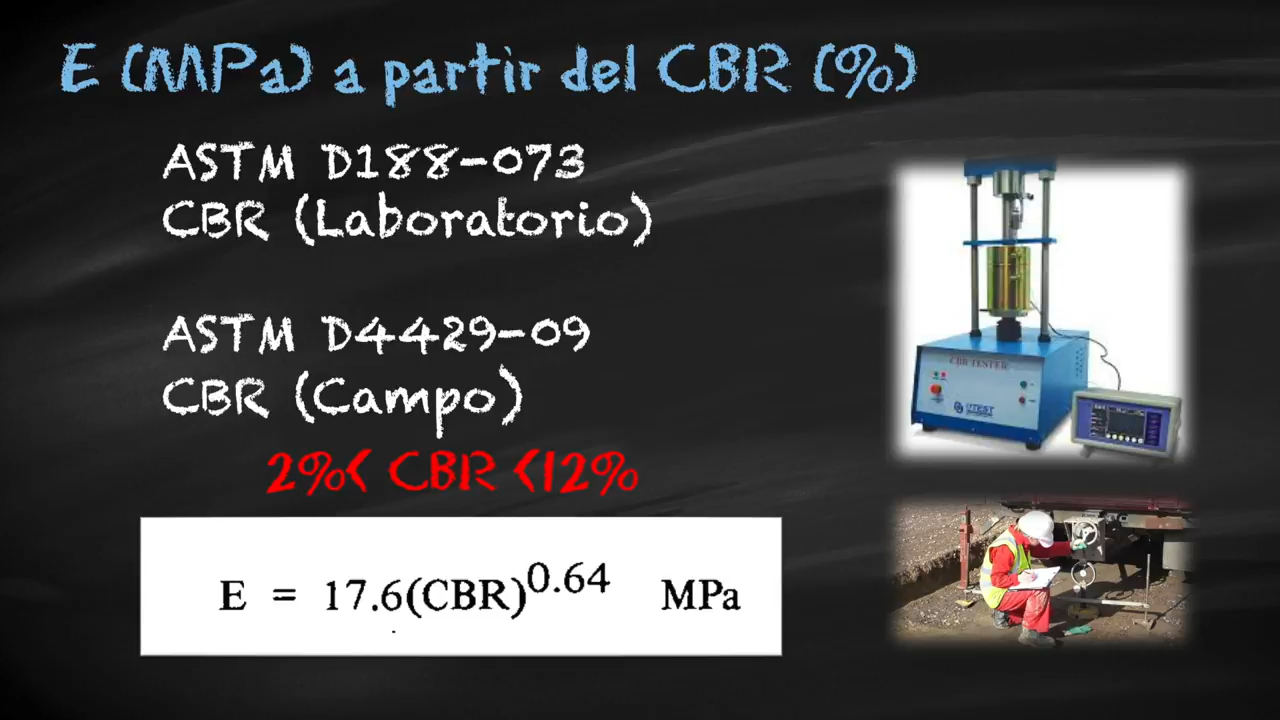 E (MPa) a partir del CBR (%)
ASTM D188-073
CBR (Laboratorio)
ASTM D4429-09
CBR (Campo)
2%< CBR <12%
E = 17.6(CBR)^0.64 MPa
CBR TESTER
UTEST